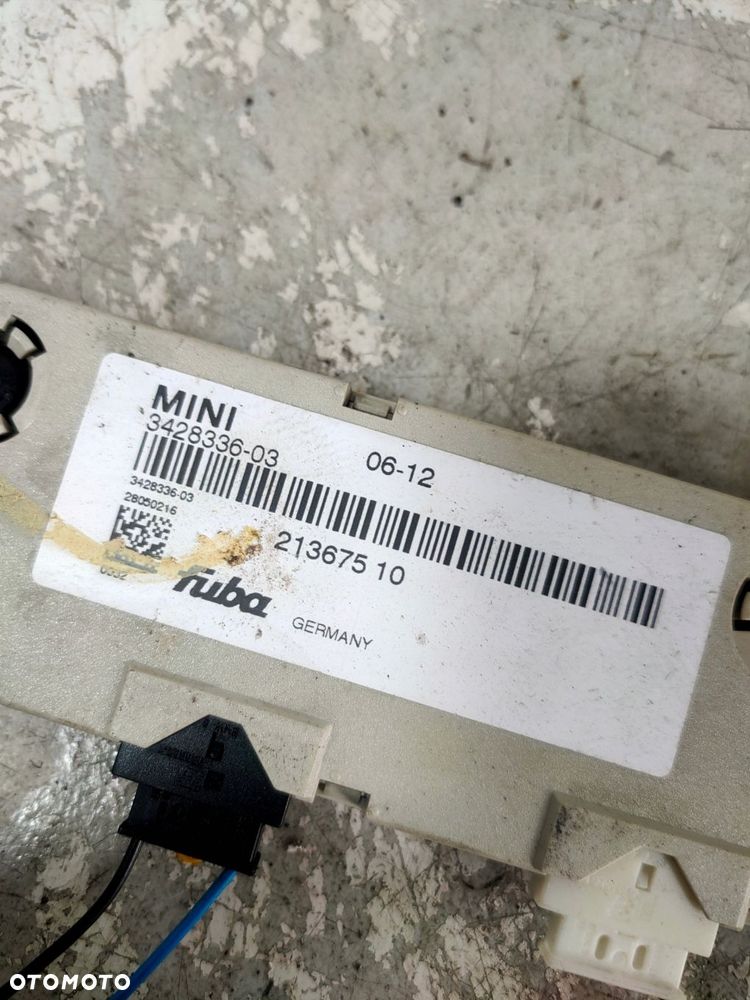 MINI
3428336-03
06-12
3428336-03
28050216
213675 10
fuba
GERMANY
OTOMOTO